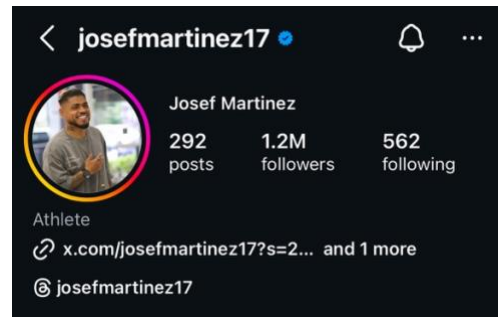 josefmartinez17
Josef Martinez
292 1.2M 562
posts followers following
Athlete
x.com/josefmartinez17?s=2... and 1 more
josefmartinez17